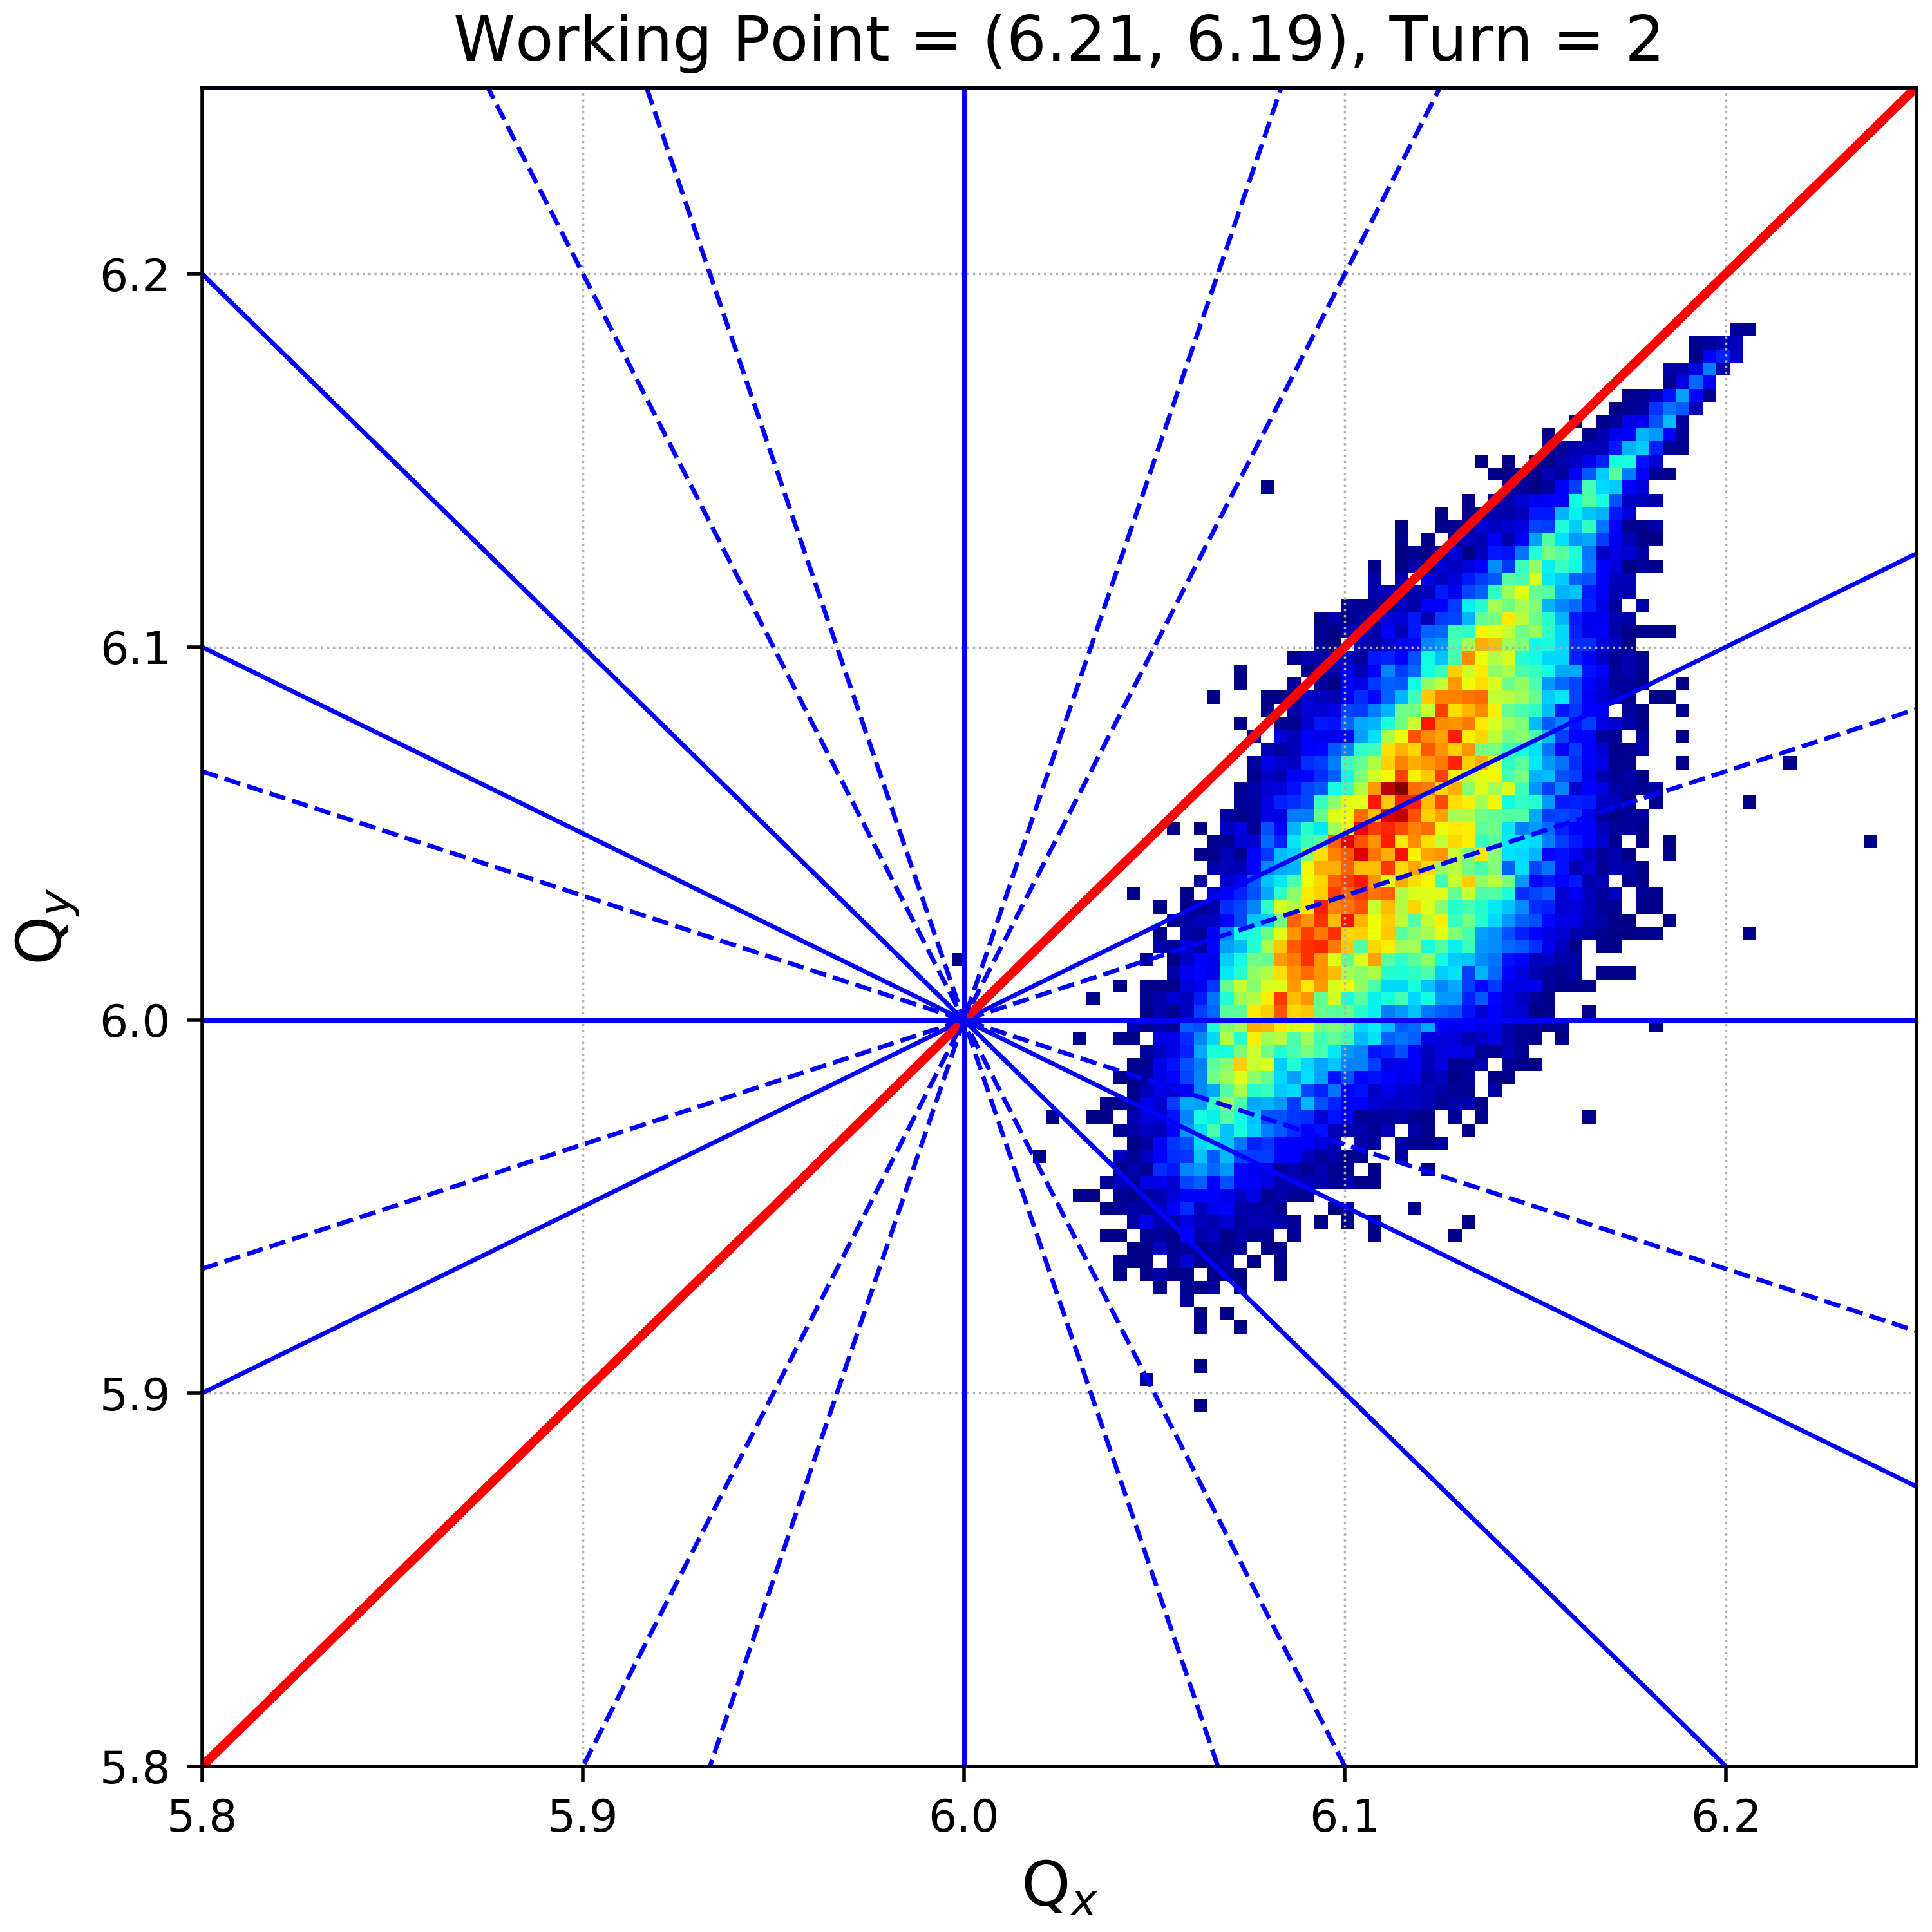 Working Point = (6.21, 6.19), Turn = 2
6.2
6.1
Qy
6.0
5.9
5.8
5.8 5.9 6.0 6.1 6.2
Qx